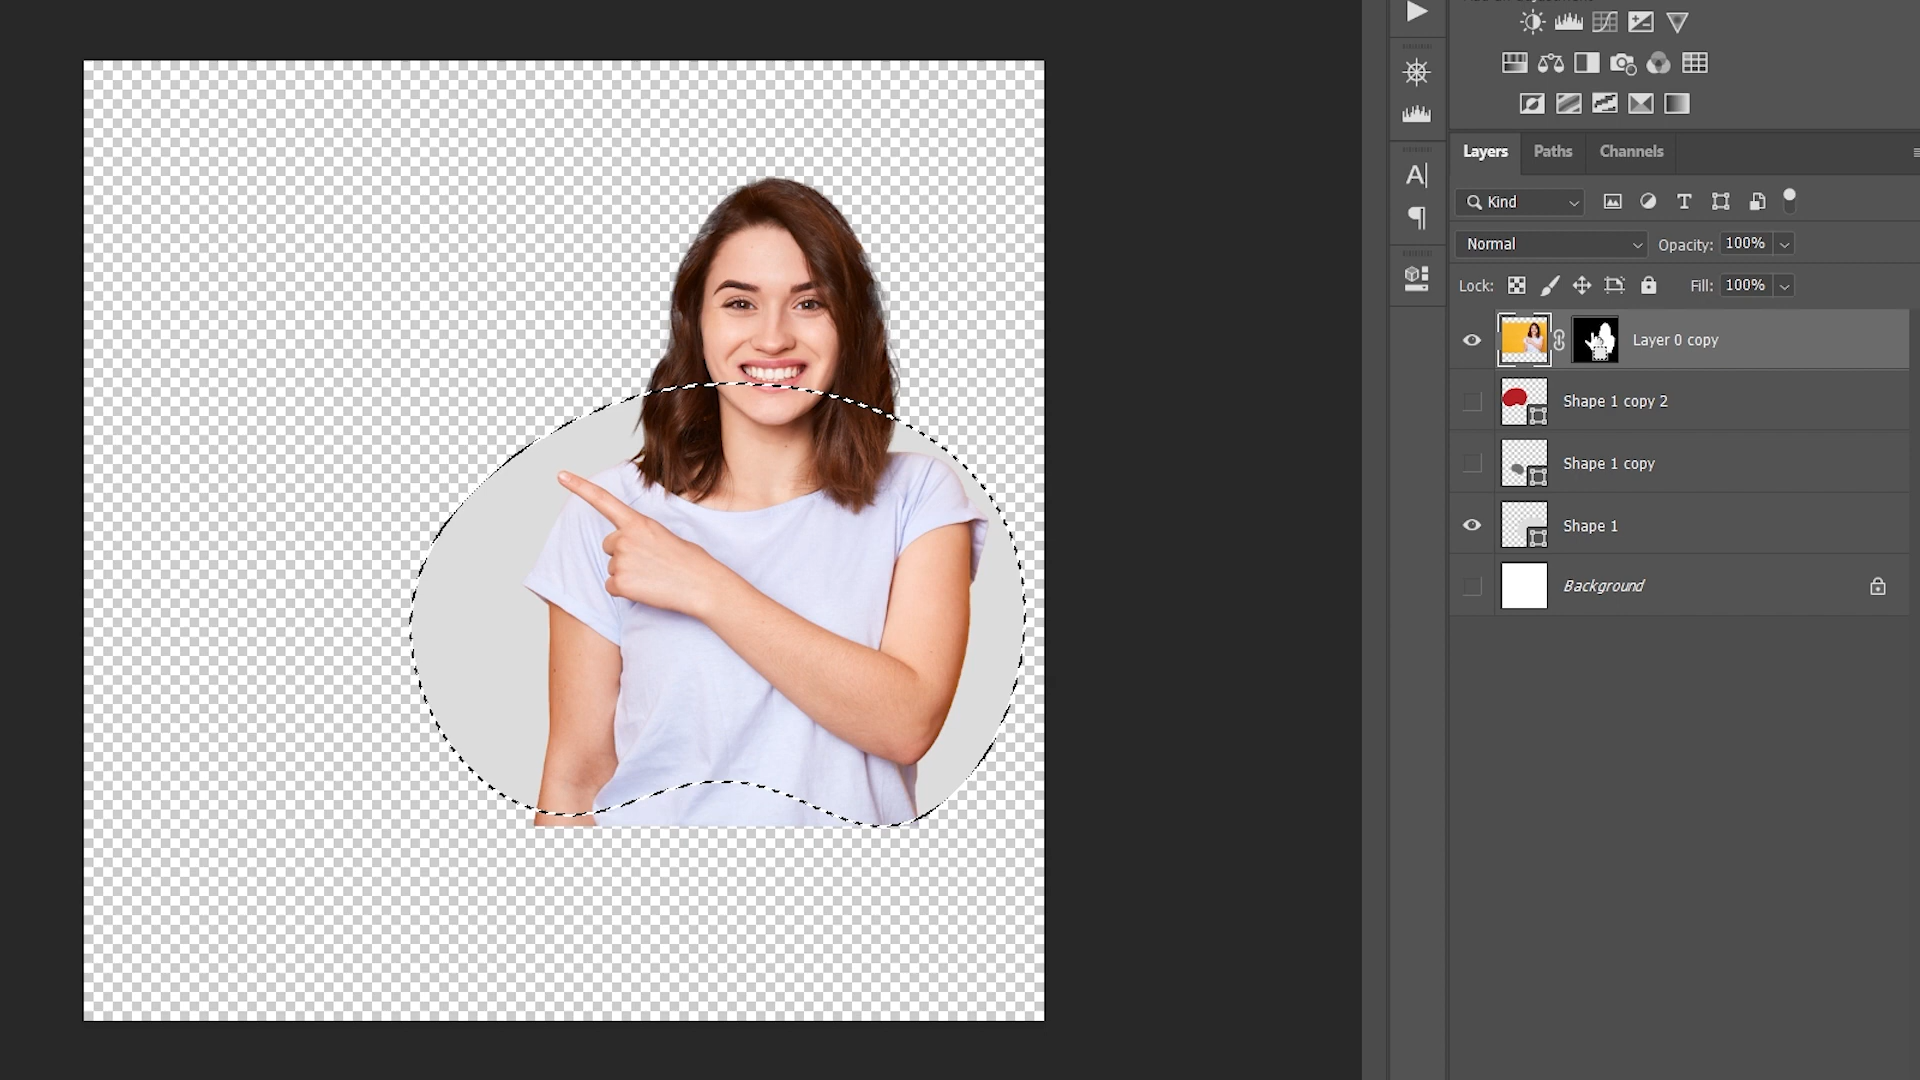 Layers Paths Channels
Kind
Normal Opacity: 100%
Lock: Fill: 100%
Layer 0 copy
Shape 1 copy 2
Shape 1 copy
Shape 1
Background